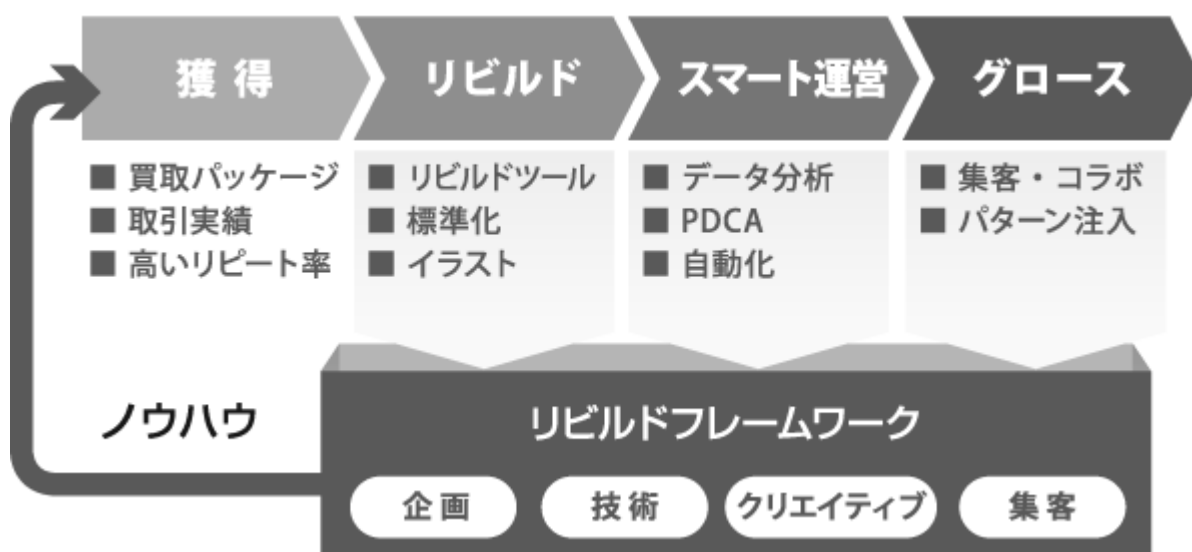 獲得
リビルド
スマート運営
グロース
■ 買取パッケージ
■ 取引実績
■ 高いリピート率
■ リビルドツール
■ 標準化
■ イラスト
■ データ分析
■ PDCA
■ 自動化
■ 集客・コラボ
■ パターン注入
ノウハウ
リビルドフレームワーク
企画
技術
クリエイティブ
集客